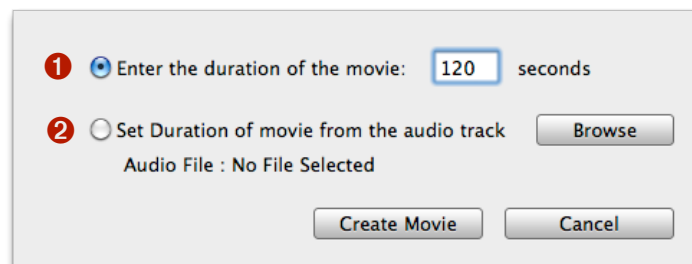 1 Enter the duration of the movie: 120 seconds
2 Set Duration of movie from the audio track Browse
Audio File : No File Selected
Create Movie Cancel